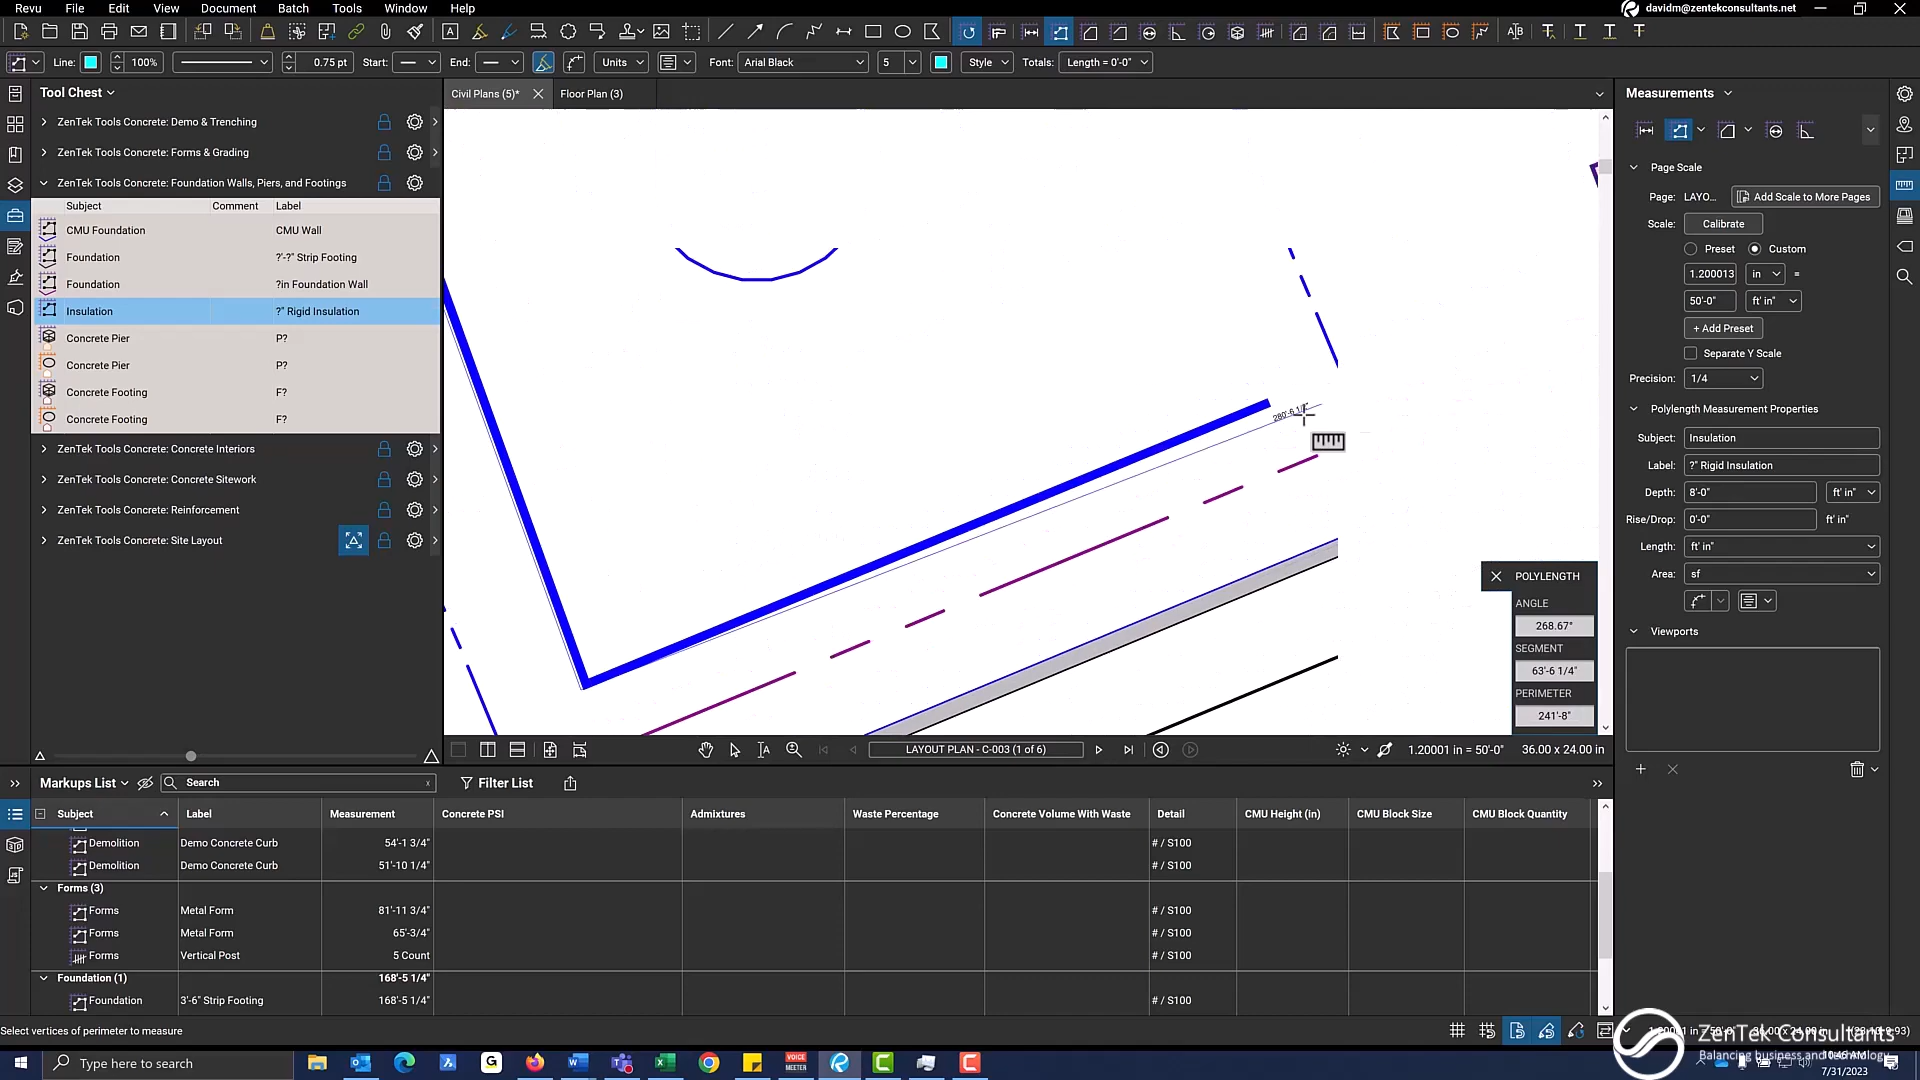 Revu File Edit View Document Batch Tools Window Help davidm@zentekconsultants.net
Line: 100% 0.75 pt Start: End: Units Font: Arial Black 5 Style Totals: Length = 0'-0"
Tool Chest
Civil Plans (5)* Floor Plan (3)
Measurements
ZenTek Tools Concrete: Demo & Trenching
ZenTek Tools Concrete: Forms & Grading
ZenTek Tools Concrete: Foundation Walls, Piers, and Footings
Subject Comment Label
CMU Foundation CMU Wall
Foundation ?'-?" Strip Footing
Foundation ?in Foundation Wall
Insulation ?" Rigid Insulation
Concrete Pier P?
Concrete Pier P?
Concrete Footing F?
Concrete Footing F?
ZenTek Tools Concrete: Concrete Interiors
ZenTek Tools Concrete: Concrete Sitework
ZenTek Tools Concrete: Reinforcement
ZenTek Tools Concrete: Site Layout
POLYLENGTH
ANGLE
268.67°
SEGMENT
63'-6 1/4"
PERIMETER
241'-8"
Page Scale
Page: LAYO... Add Scale to More Pages
Scale: Calibrate
Preset Custom
1.200013 in =
50'-0" ft' in"
+ Add Preset
Separate Y Scale
Precision: 1/4
Polylength Measurement Properties
Subject: Insulation
Label: ?" Rigid Insulation
Depth: 8'-0" ft' in"
Rise/Drop: 0'-0" ft' in"
Length: ft' in"
Area: sf
Viewports
LAYOUT PLAN - C-003 (1 of 6) 1.20001 in = 50'-0" 36.00 x 24.00 in
Markups List Search Filter List
Subject Label Measurement Concrete PSI Admixtures Waste Percentage Concrete Volume With Waste Detail CMU Height (in) CMU Block Size CMU Block Quantity
Demolition Demo Concrete Curb 54'-1 3/4" # / S100
Demolition Demo Concrete Curb 51'-10 1/4" # / S100
Forms (3)
Forms Metal Form 81'-11 3/4" # / S100
Forms Metal Form 65'-3/4" # / S100
Forms Vertical Post 5 Count # / S100
Foundation (1) 168'-5 1/4"
Foundation 3'-6" Strip Footing 168'-5 1/4" # / S100
Select vertices of perimeter to measure
ZenTek Consultants
Balancing business and technology
Type here to search
VOICE
MEETER
7/31/2023